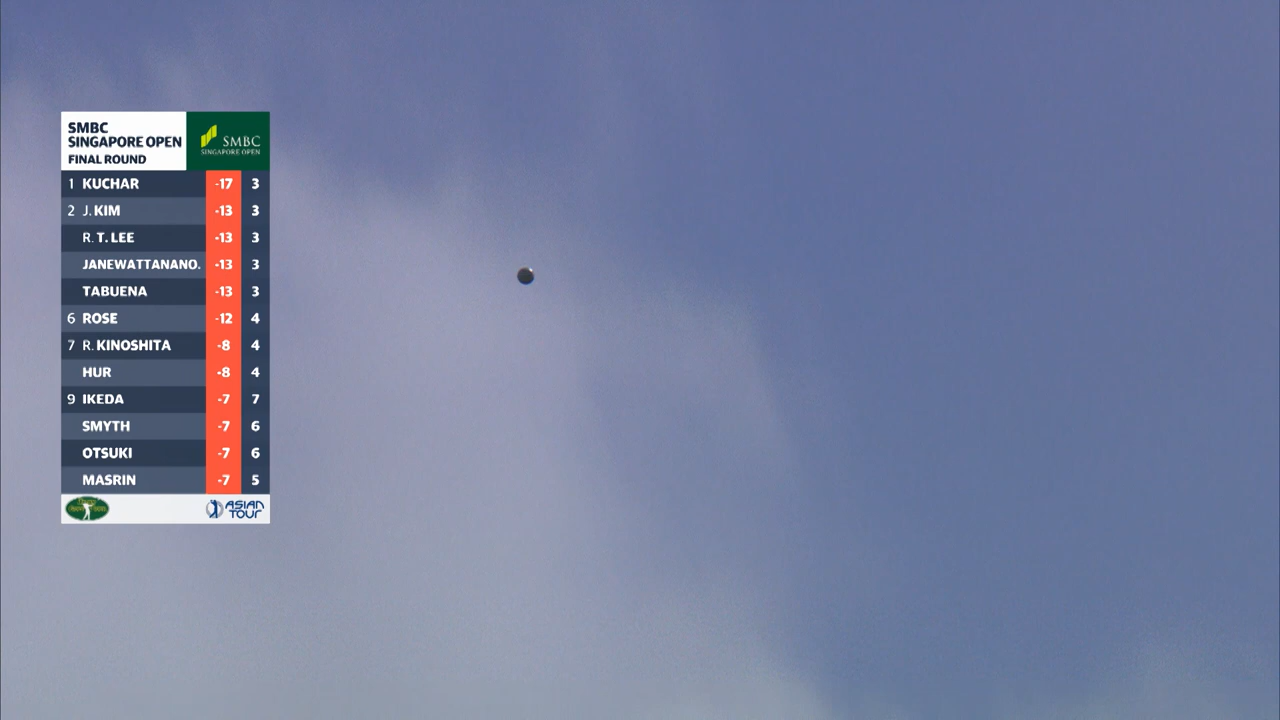 SMBC
SINGAPORE OPEN
FINAL ROUND
SMBC
SINGAPORE OPEN
1 KUCHAR -17 3
2 J. KIM -13 3
R. T. LEE -13 3
JANEWATTANANO. -13 3
TABUENA -13 3
6 ROSE -12 4
7 R. KINOSHITA -8 4
HUR -8 4
9 IKEDA -7 7
SMYTH -7 6
OTSUKI -7 6
MASRIN -7 5
ASIAN
TOUR